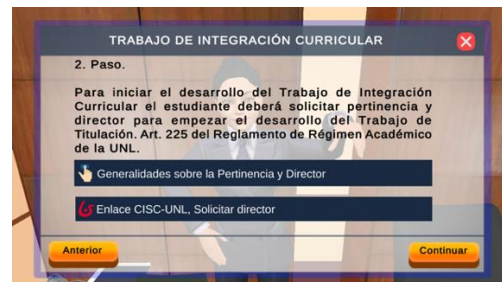 TRABAJO DE INTEGRACIÓN CURRICULAR
2. Paso.
Para iniciar el desarrollo del Trabajo de Integración
Curricular el estudiante deberá solicitar pertinencia y
director para empezar el desarrollo del Trabajo de
Titulación. Art. 225 del Reglamento de Régimen Académico
de la UNL.
Generalidades sobre la Pertinencia y Director
Enlace CISC-UNL, Solicitar director
Anterior
Continuar